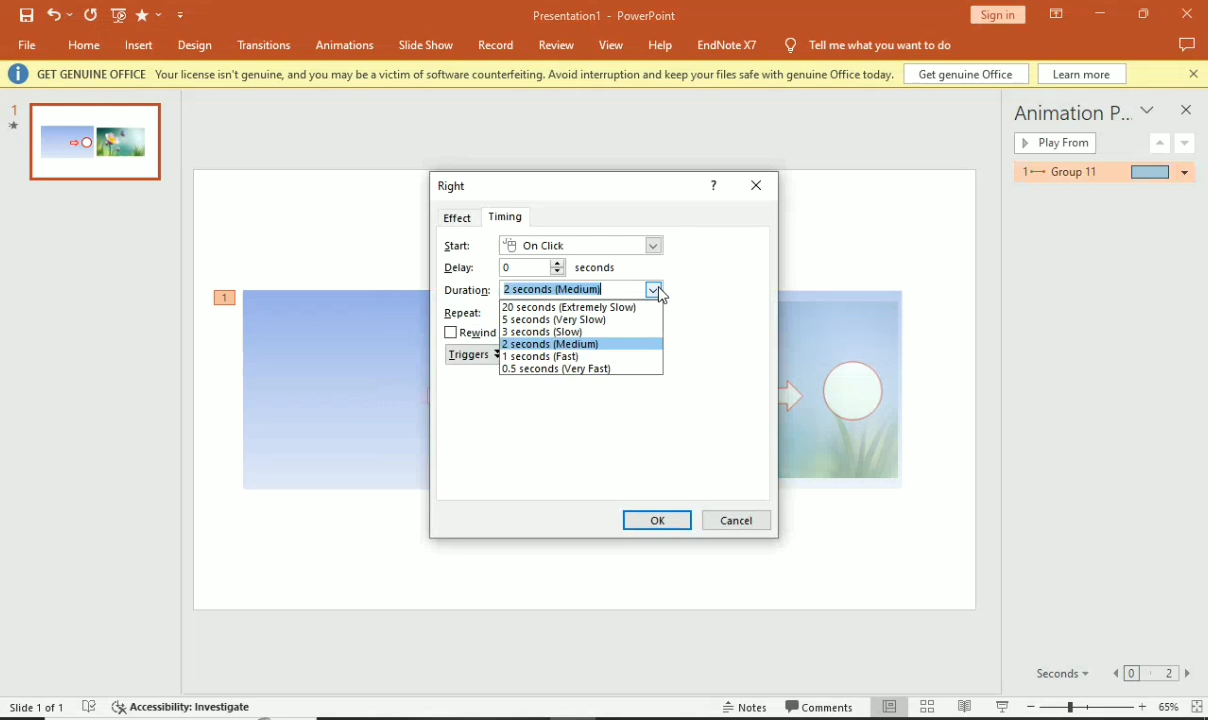 Presentation1 - PowerPoint
Sign in
File Home Insert Design Transitions Animations Slide Show Record Review View Help EndNote X7 Tell me what you want to do
GET GENUINE OFFICE Your license isn't genuine, and you may be a victim of software counterfeiting. Avoid interruption and keep your files safe with genuine Office today. Get genuine Office Learn more
1
Animation P...
Play From
1 Group 11
1
Right
?
Effect Timing
Start: On Click
Delay: 0 seconds
Duration: 2 seconds (Medium)
Repeat:
Rewind
Triggers
20 seconds (Extremely Slow)
5 seconds (Very Slow)
3 seconds (Slow)
2 seconds (Medium)
1 seconds (Fast)
0.5 seconds (Very Fast)
OK Cancel
Seconds 0 2
Slide 1 of 1 Accessibility: Investigate Notes Comments 65%